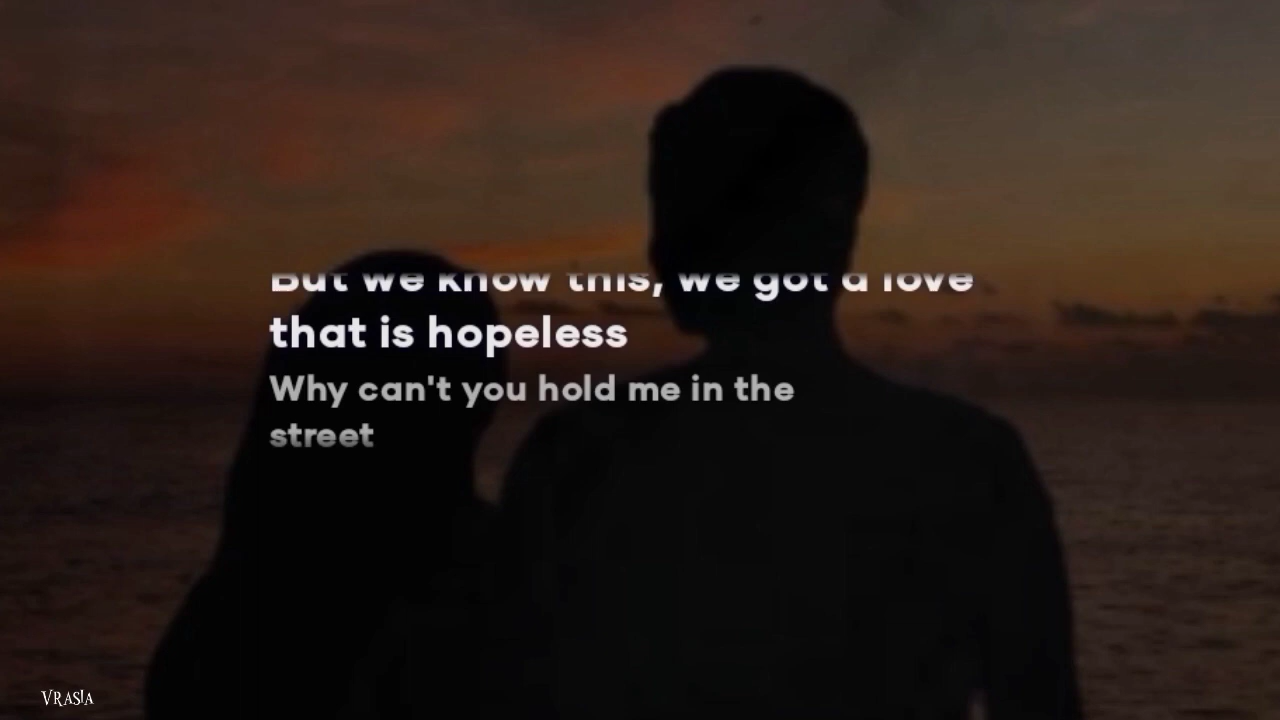 But we know this, we got a love
that is hopeless
Why can't you hold me in the
street
VRASIA